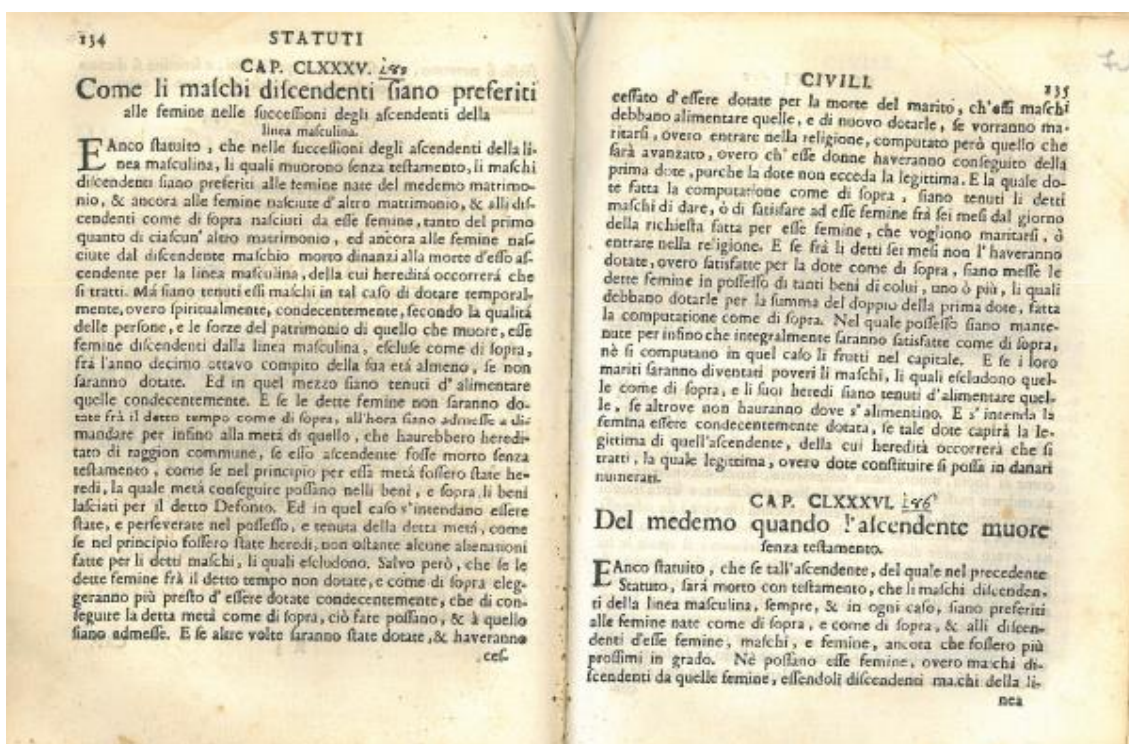 134 STATUTI
CAP. CLXXXV. 185
Come li maſchi diſcendenti ſiano preferiti
alle femine nelle ſucceſſioni degli aſcendenti della
linea maſculina.
EAnco ſtatuito, che nelle ſucceſſioni degli aſcendenti della li-
nea maſculina, li quali muorono ſenza teſtamento, li maſchi
diſcendenti ſiano preferiti alle femine nate del medemo matrimo-
nio, & ancora alle femine naſciute d'altro matrimonio, & alli diſ-
cendenti come di ſopra naſciuti da eſſe femine, tanto del primo
quanto di ciaſcun' altro matrimonio, ed ancora alle femine naſ-
ciute dal diſcendente maſchio morto dinanzi alla morte d'eſſo aſ-
cendente per la linea maſculina, della cui heredità occorrerà che
ſi tratti. Mà ſiano tenuti eſſi maſchi in tal caſo di dotare temporal-
mente, overo ſpiritualmente, condecentemente, ſecondo la qualità
delle perſone, e le forze del patrimonio di quello che muore, eſſe
femine diſcendenti dalla linea maſculina, eſcluſe come di ſopra,
frà l'anno decimo ottavo compito della ſua età almeno, ſe non
ſaranno dotate. Ed in quel mezzo ſiano tenuti d' alimentare
quelle condecentemente. E ſe le dette femine non ſaranno do-
tate frà il detto tempo come di ſopra, all'hora ſiano admeſſe a di-
mandare per infino alla metà di quello, che haurebbero heredi-
tato di raggion commune, ſe eſſo aſcendente foſſe morto ſenza
teſtamento, come ſe nel principio per eſſa metà foſſero ſtate he-
redi, la quale metà conſeguire poſſano nelli beni, e ſopra li beni
laſciati per il detto Defonto. Ed in quel caſo s'intendano eſſere
ſtate, e perſeverate nel poſſeſſo, e tenuta della detta metà, come
ſe nel principio foſſero ſtate heredi, non oſtante alcune alienationi
fatte per li detti maſchi, li quali eſcludono. Salvo però, che ſe le
dette femine frà il detto tempo non dotate, e come di ſopra eleg-
geranno più preſto d' eſſere dotate condecentemente, che di con-
ſeguire la detta metà come di ſopra, ciò fare poſſano, & à quello
ſiano admeſſe. E ſe altre volte ſaranno ſtate dotate, & haveranno
ceſ-
CIVILI. 135
ceſſato d'eſſere dotate per la morte del marito, ch'eſſi maſchi
debbano alimentare quelle, e di nuovo dotarle, ſe vorranno ma-
ritarſi, overo entrare nella religione, computato però quello che
ſarà avanzato, overo ch' eſſe donne haveranno conſeguito della
prima dote, purche la dote non ecceda la legittima. E la quale do-
te fatta la computatione come di ſopra, ſiano tenuti li detti
maſchi di dare, ò di ſatiſfare ad eſſe femine frà ſei meſi dal giorno
della richieſta fatta per eſſe femine, che vogliono maritarſi, ò
entrare nella religione. E ſe frà li detti ſei meſi non l' haveranno
dotate, overo ſatiſfatte per la dote come di ſopra, ſiano meſſe le
dette femine in poſſeſſo di tanti beni di colui, uno ò più, li quali
debbano dotarle per la ſumma del doppio della prima dote, fatta
la computatione come di ſopra. Nel quale poſſeſſo ſiano mante-
nute per infino che integralmente ſaranno ſatiſfatte come di ſopra,
nè ſi computano in quel caſo li frutti nel capitale. E ſe i loro
mariti ſaranno diventati poveri li maſchi, li quali eſcludono quel-
le come di ſopra, e li ſuoi heredi ſiano tenuti d'alimentare quel-
le, ſe altrove non hauranno dove s'alimentino. E s' intenda la
femina eſſere condecentemente dotata, ſe tale dote capirà la le-
gittima di quell'aſcendente, della cui heredità occorrerà che ſi
tratti, la quale legittima, overo dote conſtituire ſi poſſa in danari
numerati.
CAP. CLXXXVI. 186
Del medemo quando l'aſcendente muore
ſenza teſtamento.
EAnco ſtatuito, che ſe tall'aſcendente, del quale nel precedente
Statuto, ſarà morto con teſtamento, che li maſchi diſcenden-
ti della linea maſculina, ſempre, & in ogni caſo, ſiano preferiti
alle femine nate come di ſopra, e come di ſopra, & alli diſcen-
denti d'eſſe femine, maſchi, e femine, ancora che foſſero più
proſſimi in grado. Nè poſſano eſſe femine, overo maſchi di-
ſcendenti da quelle femine, eſſendoli diſcendenti maſchi della li-
nea